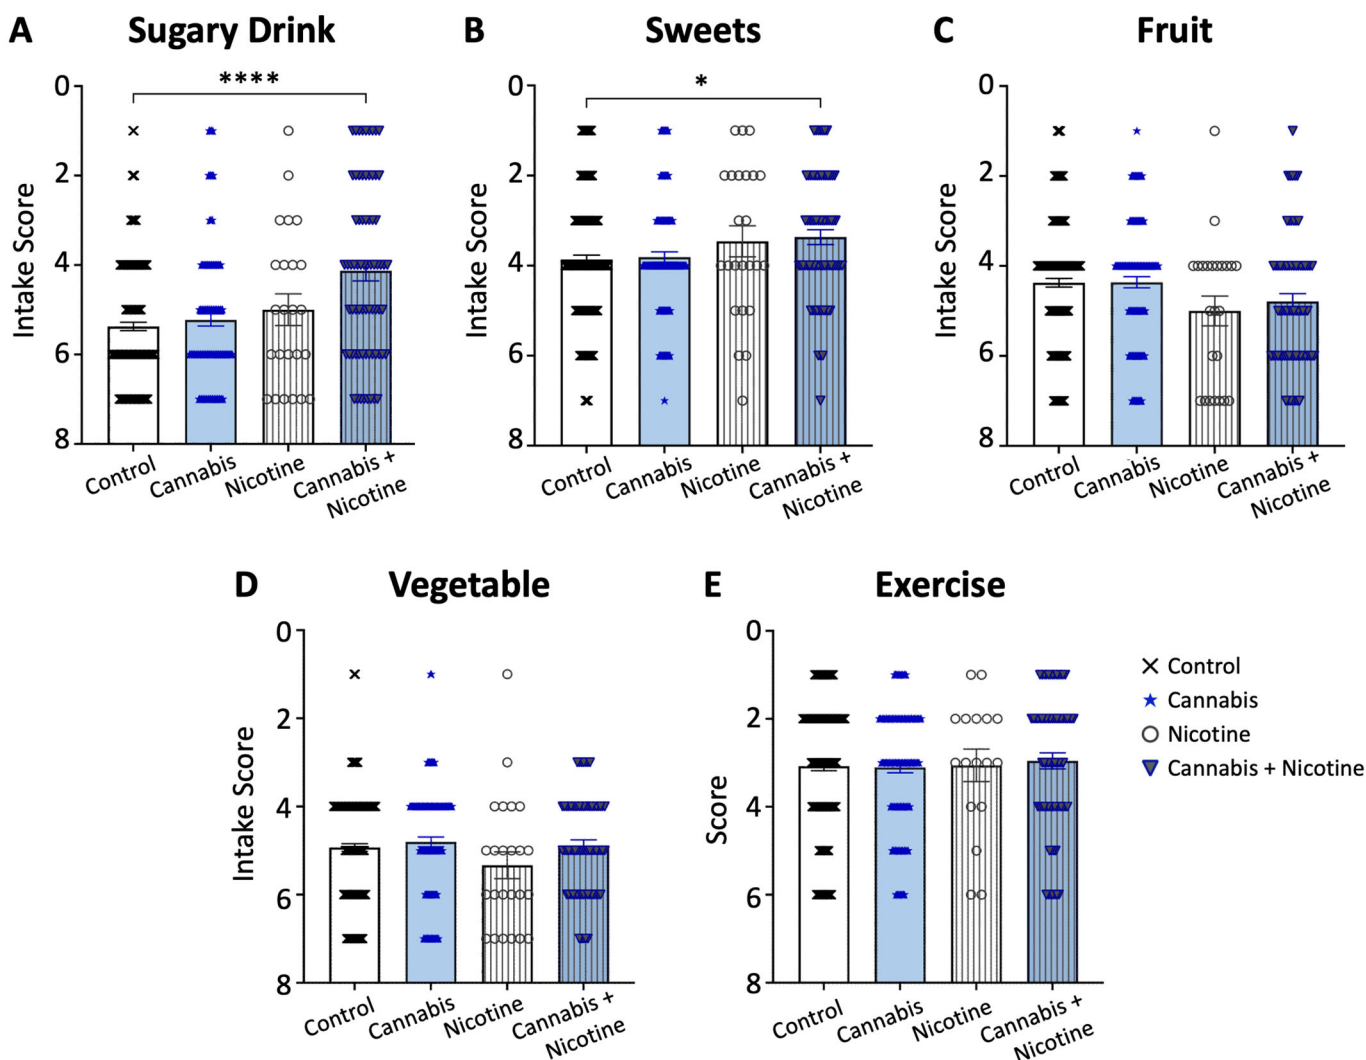 A Sugary Drink
****
0
2
4
6
8
Intake Score
Control
Cannabis
Nicotine
Cannabis +
Nicotine
B Sweets
*
0
2
4
6
8
Intake Score
Control
Cannabis
Nicotine
Cannabis +
Nicotine
C Fruit
0
2
4
6
8
Intake Score
Control
Cannabis
Nicotine
Cannabis +
Nicotine
D Vegetable
0
2
4
6
8
Intake Score
Control
Cannabis
Nicotine
Cannabis +
Nicotine
E Exercise
0
2
4
6
8
Score
Control
Cannabis
Nicotine
Cannabis +
Nicotine
Control
Cannabis
Nicotine
Cannabis + Nicotine